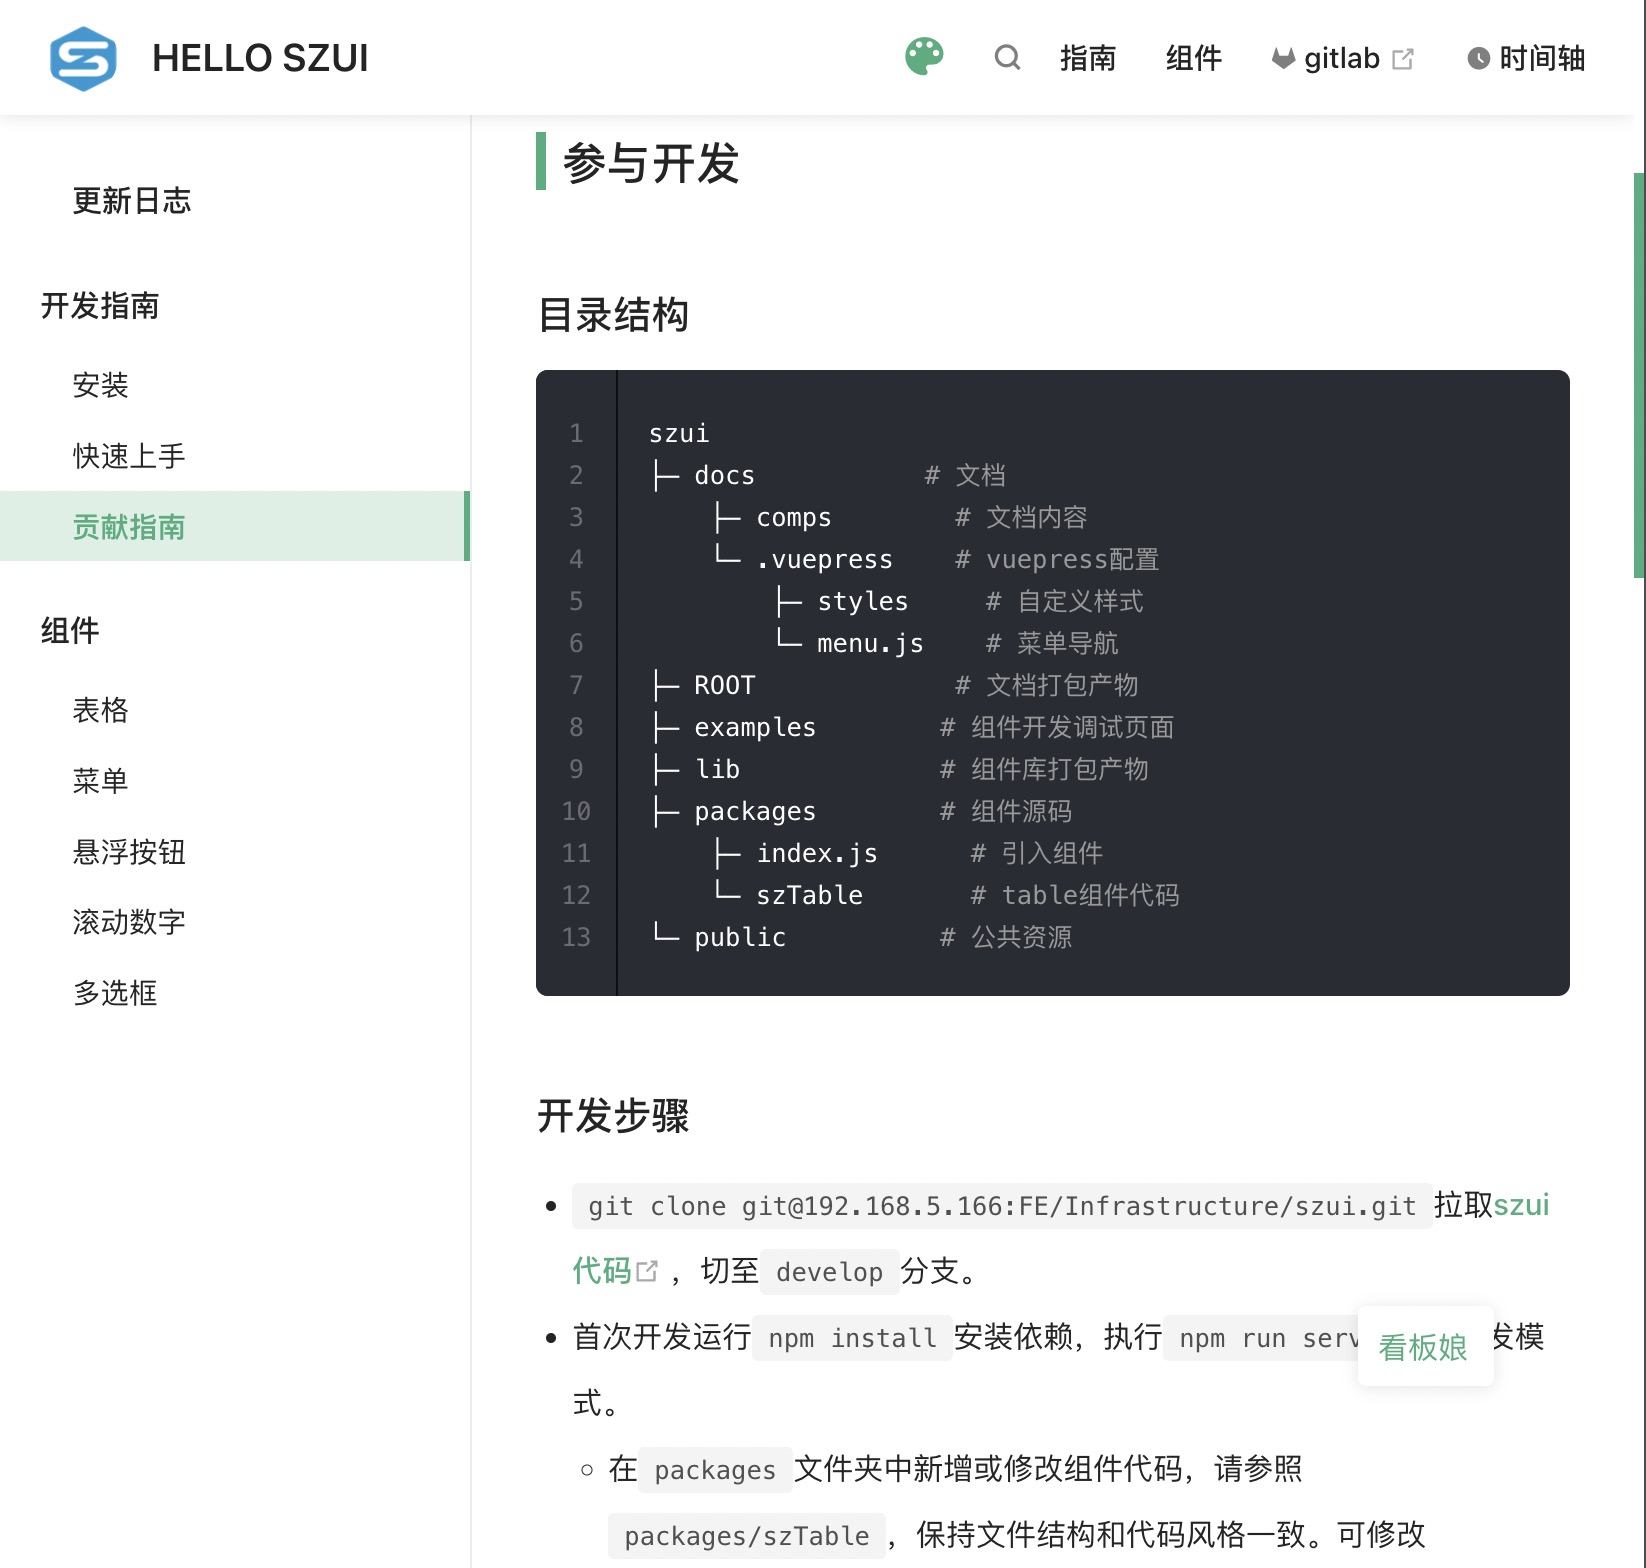 HELLO SZUI
指南
组件
gitlab
时间轴
更新日志
开发指南
安装
快速上手
贡献指南
组件
表格
菜单
悬浮按钮
滚动数字
多选框
参与开发
目录结构
1 szui
2 ├─ docs # 文档
3 ├─ comps # 文档内容
4 └─ .vuepress # vuepress配置
5 ├─ styles # 自定义样式
6 └─ menu.js # 菜单导航
7 ├─ ROOT # 文档打包产物
8 ├─ examples # 组件开发调试页面
9 ├─ lib # 组件库打包产物
10 ├─ packages # 组件源码
11 ├─ index.js # 引入组件
12 └─ szTable # table组件代码
13 └─ public # 公共资源
开发步骤
git clone git@192.168.5.166:FE/Infrastructure/szui.git 拉取szui
代码 ，切至 develop 分支。
首次开发运行 npm install 安装依赖，执行 npm run serv 发模
看板娘
式。
在 packages 文件夹中新增或修改组件代码，请参照
packages/szTable ，保持文件结构和代码风格一致。可修改